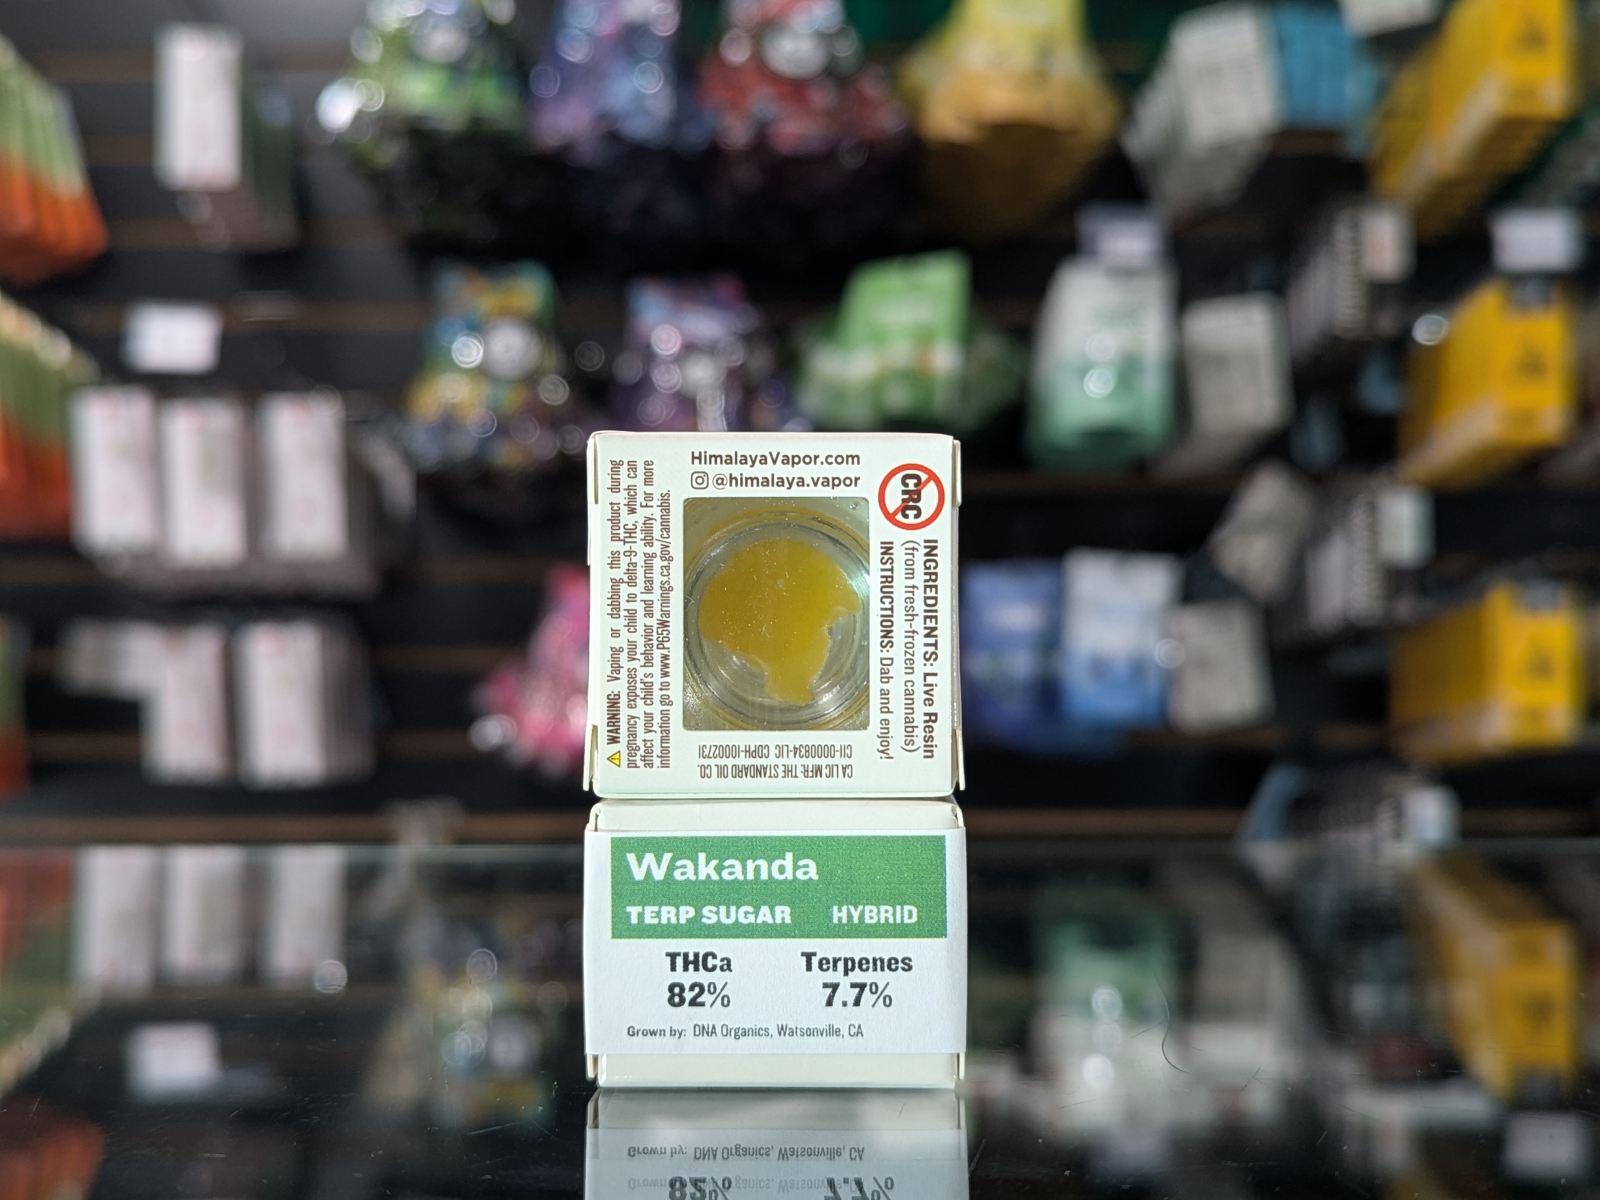 HimalayaVapor.com
@himalaya.vapor
CRC
INGREDIENTS: Live Resin
(from fresh-frozen cannabis)
INSTRUCTIONS: Dab and enjoy!
WARNING: Vaping or dabbing this product during
pregnancy exposes your child to delta-9-THC, which can
affect your child's behavior and learning ability. For more
information go to www.P65Warnings.ca.gov/cannabis.
CA LIC MFR: THE STANDARD OIL CO.
C11-0000834-LIC CDPH-10002731
Wakanda
TERP SUGAR HYBRID
THCa Terpenes
82% 7.7%
Grown by: DNA Organics, Watsonville, CA